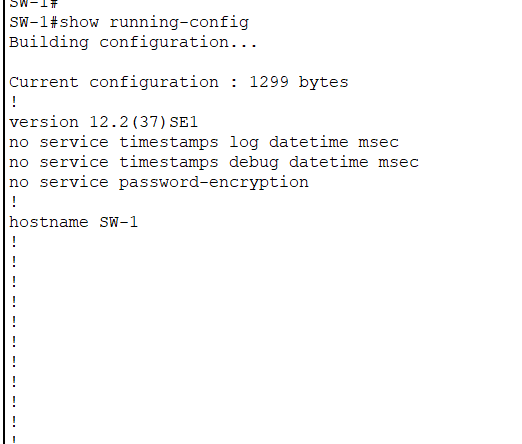 SW-1#
SW-1#show running-config
Building configuration...
Current configuration : 1299 bytes
!
version 12.2(37)SE1
no service timestamps log datetime msec
no service timestamps debug datetime msec
no service password-encryption
!
hostname SW-1
!
!
!
!
!
!
!
!
!
!
!